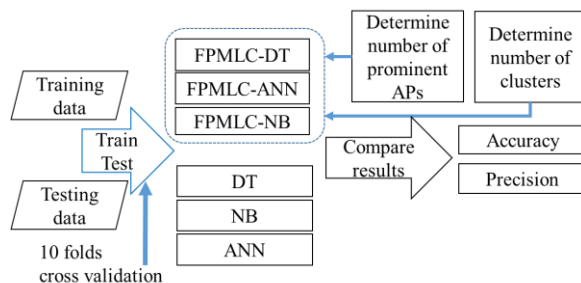 Training
data
Testing
data
Train
Test
10 folds
cross validation
FPMLC-DT
FPMLC-ANN
FPMLC-NB
DT
NB
ANN
Determine
number of
prominent
APs
Determine
number of
clusters
Compare
results
Accuracy
Precision